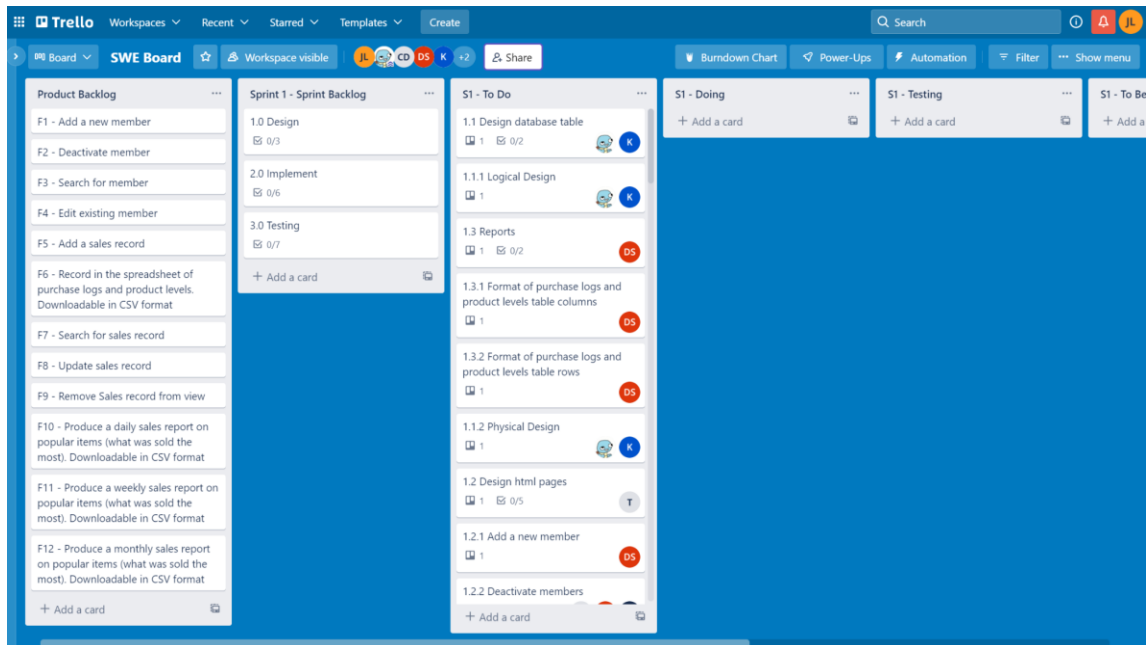 Trello Workspaces Recent Starred Templates Create Search JL
Board SWE Board Workspace visible JL CD DS K +2 Share Burndown Chart Power-Ups Automation Filter Show menu
Product Backlog
F1 - Add a new member
F2 - Deactivate member
F3 - Search for member
F4 - Edit existing member
F5 - Add a sales record
F6 - Record in the spreadsheet of
purchase logs and product levels.
Downloadable in CSV format
F7 - Search for sales record
F8 - Update sales record
F9 - Remove Sales record from view
F10 - Produce a daily sales report on
popular items (what was sold the
most). Downloadable in CSV format
F11 - Produce a weekly sales report on
popular items (what was sold the
most). Downloadable in CSV format
F12 - Produce a monthly sales report
on popular items (what was sold the
most). Downloadable in CSV format
+ Add a card
Sprint 1 - Sprint Backlog
1.0 Design
0/3
2.0 Implement
0/6
3.0 Testing
0/7
+ Add a card
S1 - To Do
1.1 Design database table
1 0/2 K
1.1.1 Logical Design
1 K
1.3 Reports
1 0/2 DS
1.3.1 Format of purchase logs and
product levels table columns
1 DS
1.3.2 Format of purchase logs and
product levels table rows
1 DS
1.1.2 Physical Design
1 K
1.2 Design html pages
1 0/5 T
1.2.1 Add a new member
1 DS
1.2.2 Deactivate members
+ Add a card
S1 - Doing
+ Add a card
S1 - Testing
+ Add a card
S1 - To Be
+ Add a